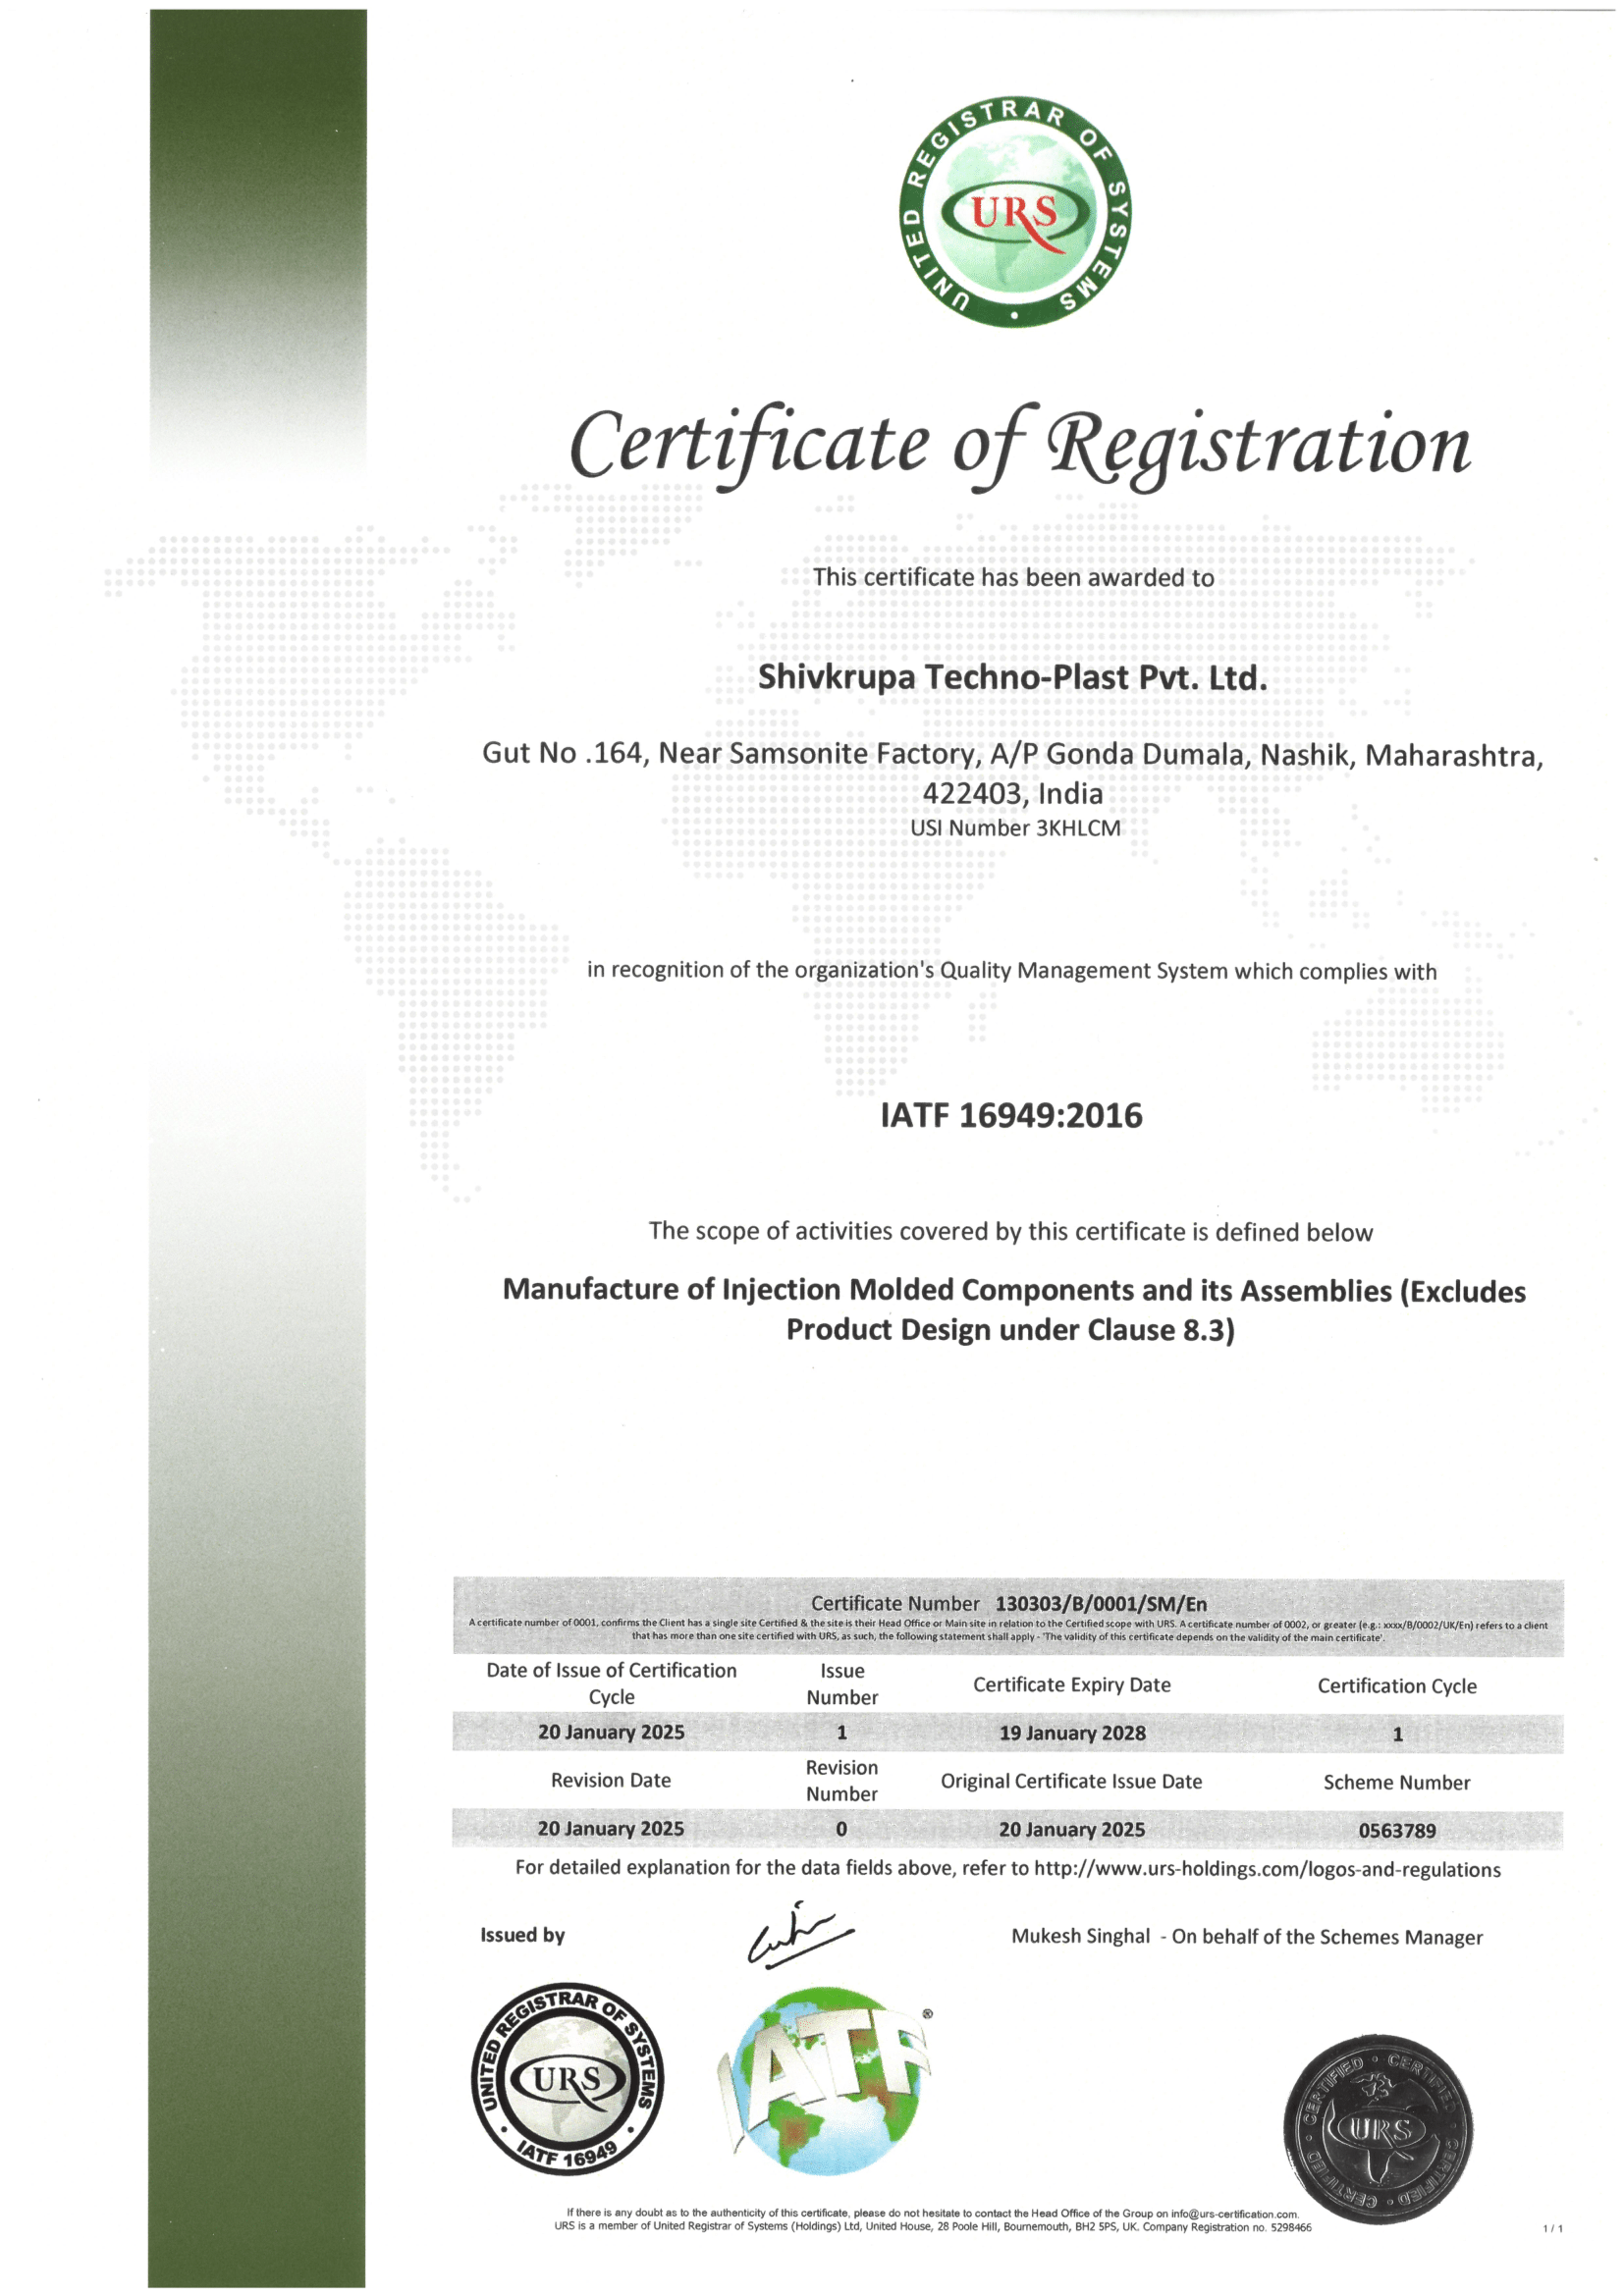 UNITED REGISTRAR OF SYSTEMS
URS
Certificate of Registration
This certificate has been awarded to
Shivkrupa Techno-Plast Pvt. Ltd.
Gut No .164, Near Samsonite Factory, A/P Gonda Dumala, Nashik, Maharashtra,
422403, India
USI Number 3KHLCM
in recognition of the organization's Quality Management System which complies with
IATF 16949:2016
The scope of activities covered by this certificate is defined below
Manufacture of Injection Molded Components and its Assemblies (Excludes
Product Design under Clause 8.3)
Certificate Number 130303/B/0001/SM/En
A certificate number of 0001, confirms the Client has a single site Certified & the site is their Head Office or Main site in relation to the Certified scope with URS. A certificate number of 0002, or greater (e.g.: xxxx/B/0002/UK/En) refers to a client
that has more than one site certified with URS, as such, the following statement shall apply - 'The validity of this certificate depends on the validity of the main certificate'.
Date of Issue of Certification Cycle
Issue Number
Certificate Expiry Date
Certification Cycle
20 January 2025 1 19 January 2028 1
Revision Date
Revision Number
Original Certificate Issue Date
Scheme Number
20 January 2025 0 20 January 2025 0563789
For detailed explanation for the data fields above, refer to http://www.urs-holdings.com/logos-and-regulations
Issued by
Mukesh Singhal - On behalf of the Schemes Manager
UNITED REGISTRAR OF SYSTEMS
URS
IATF 16949
IATF ®
CERTIFIED • CERTIFIED • CERTIFIED • CERTIFIED • CERTIFIED
URS
If there is any doubt as to the authenticity of this certificate, please do not hesitate to contact the Head Office of the Group on info@urs-certification.com.
URS is a member of United Registrar of Systems (Holdings) Ltd, United House, 28 Poole Hill, Bournemouth, BH2 5PS, UK. Company Registration no. 5298466
1 / 1